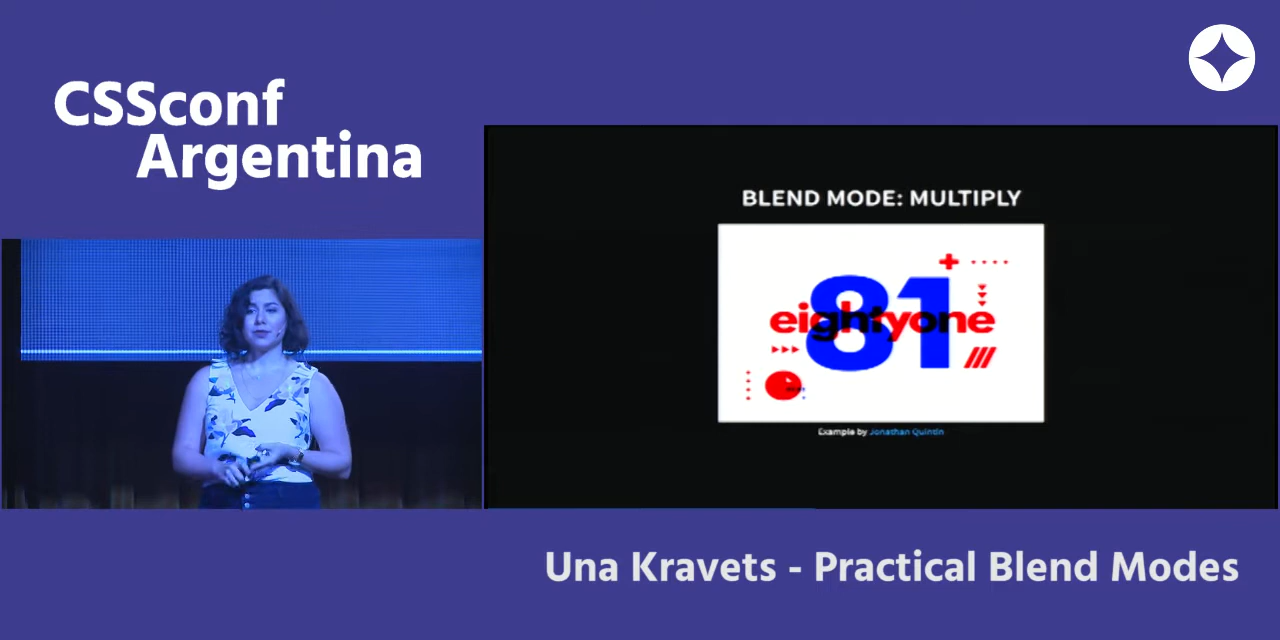 CSSconf
Argentina
BLEND MODE: MULTIPLY
81
eightyone
Example by Jonathan Quintin
Una Kravets - Practical Blend Modes